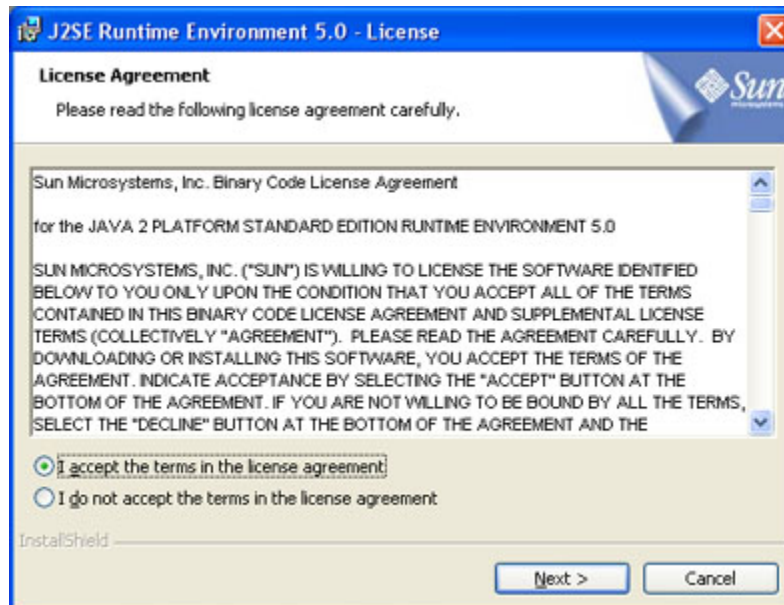 J2SE Runtime Environment 5.0 - License
License Agreement
Please read the following license agreement carefully.
Sun
microsystems
Sun Microsystems, Inc. Binary Code License Agreement
for the JAVA 2 PLATFORM STANDARD EDITION RUNTIME ENVIRONMENT 5.0
SUN MICROSYSTEMS, INC. ("SUN") IS WILLING TO LICENSE THE SOFTWARE IDENTIFIED
BELOW TO YOU ONLY UPON THE CONDITION THAT YOU ACCEPT ALL OF THE TERMS
CONTAINED IN THIS BINARY CODE LICENSE AGREEMENT AND SUPPLEMENTAL LICENSE
TERMS (COLLECTIVELY "AGREEMENT"). PLEASE READ THE AGREEMENT CAREFULLY. BY
DOWNLOADING OR INSTALLING THIS SOFTWARE, YOU ACCEPT THE TERMS OF THE
AGREEMENT. INDICATE ACCEPTANCE BY SELECTING THE "ACCEPT" BUTTON AT THE
BOTTOM OF THE AGREEMENT. IF YOU ARE NOT WILLING TO BE BOUND BY ALL THE TERMS,
SELECT THE "DECLINE" BUTTON AT THE BOTTOM OF THE AGREEMENT AND THE
I accept the terms in the license agreement
I do not accept the terms in the license agreement
InstallShield
Next >
Cancel